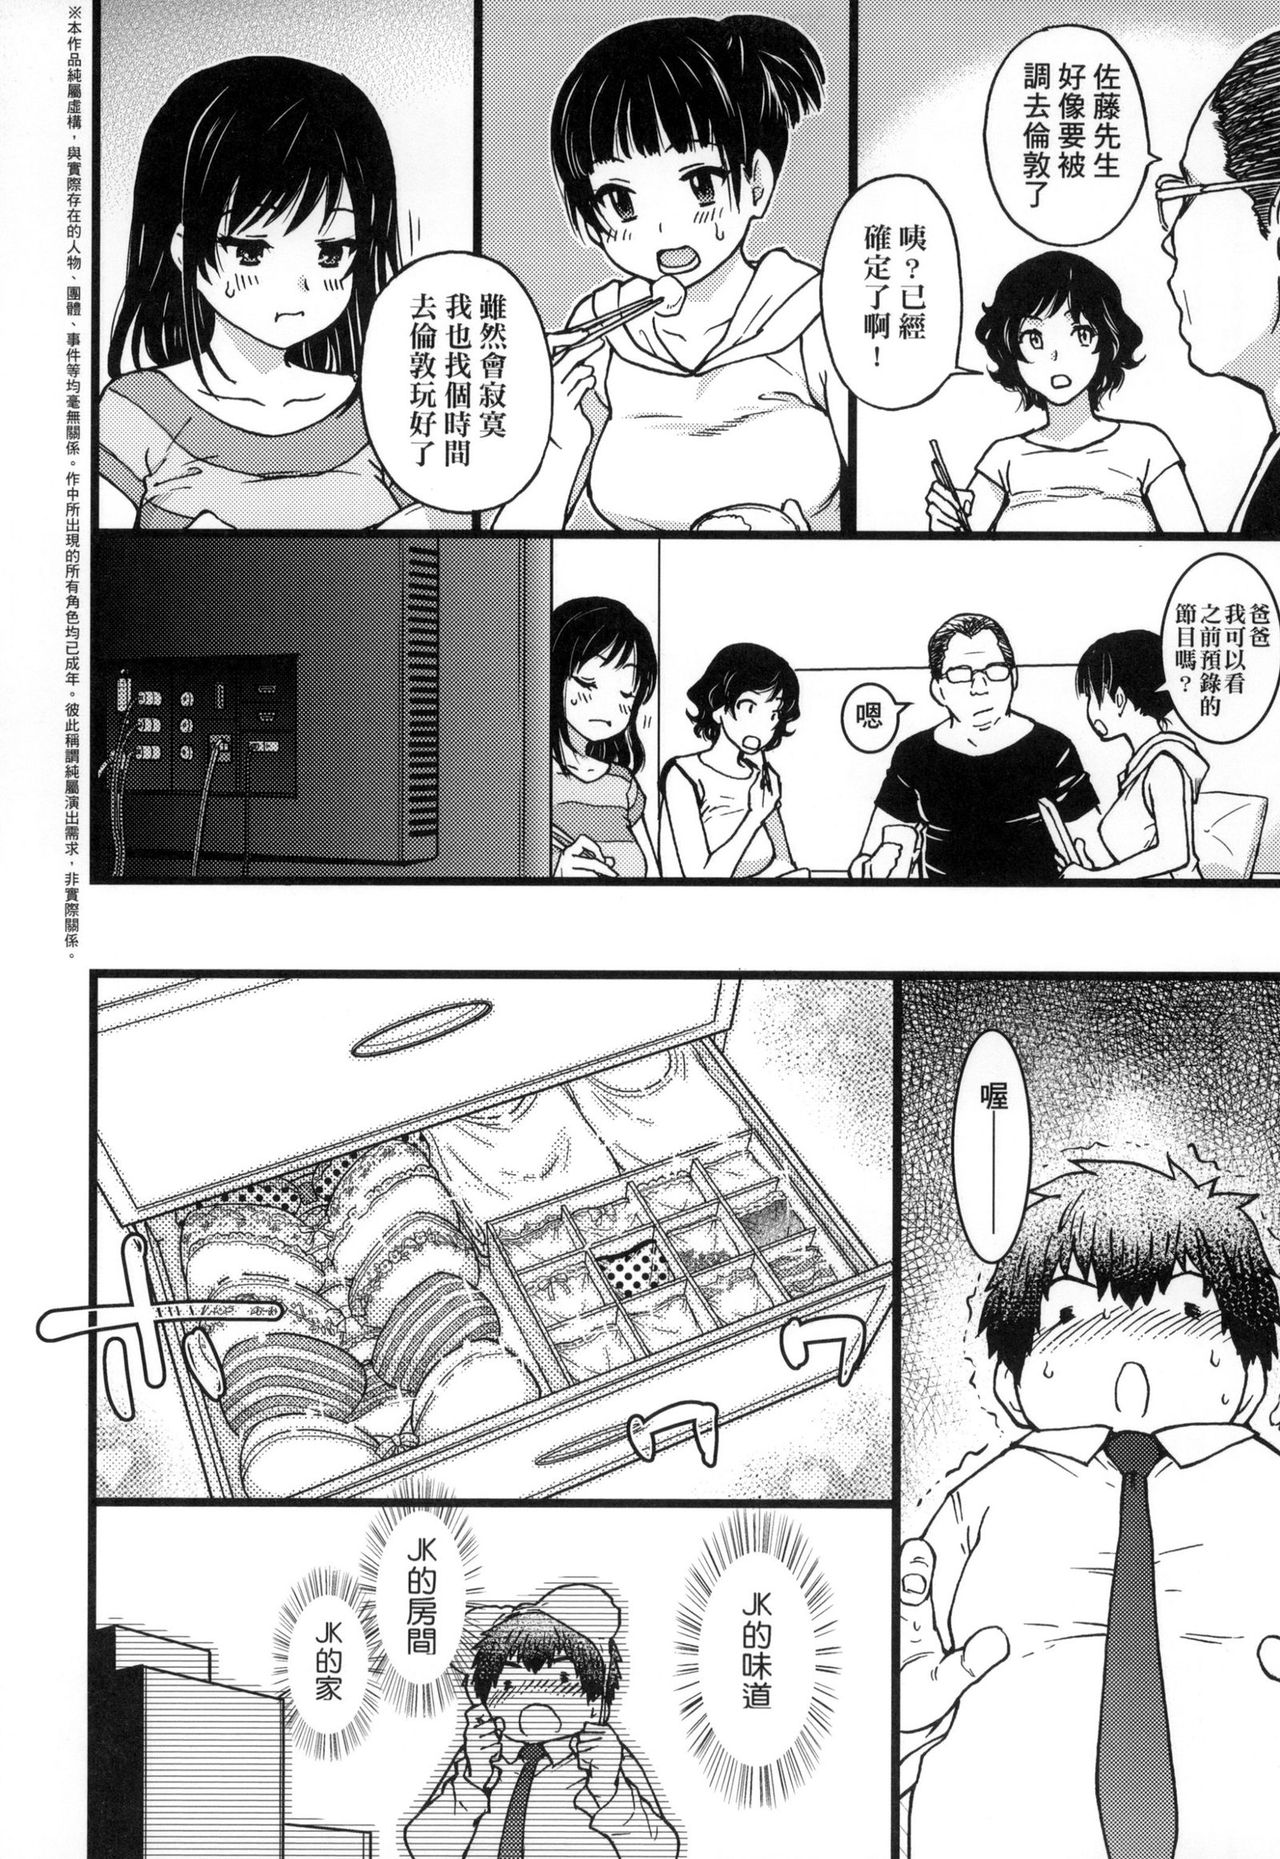 佐藤先生
好像要被
調去倫敦了
咦？已經
確定了啊！
雖然會寂寞
我也找個時間
去倫敦玩好了
爸爸
我可以看
之前預錄的
節目嗎？
嗯
喔——
JK的味道
JK的房間
JK的家
※本作品純屬虛構，與實際存在的人物、團體、事件等均毫無關係。作中所出現的所有角色均已成年。彼此稱謂純屬演出需求，非實際關係。